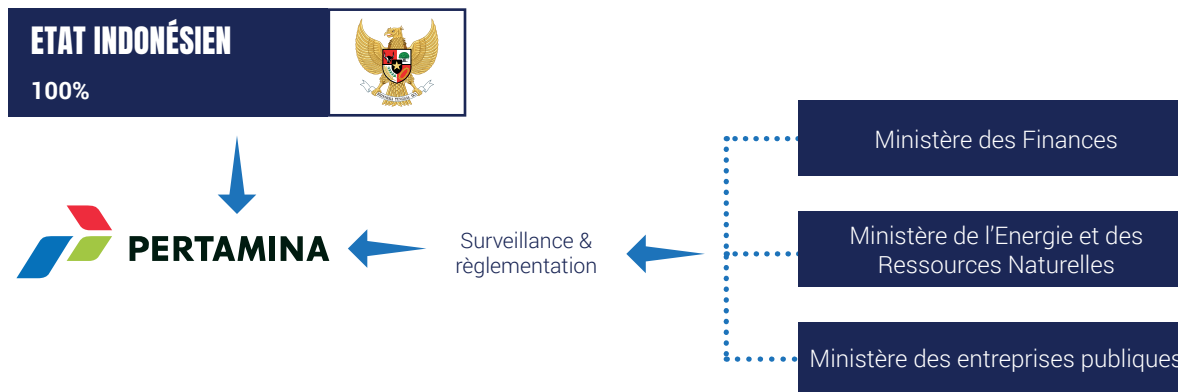 ETAT INDONÉSIEN
100%
Ministère des Finances
PERTAMINA
Surveillance &
règlementation
Ministère de l'Energie et des
Ressources Naturelles
Ministère des entreprises publiques